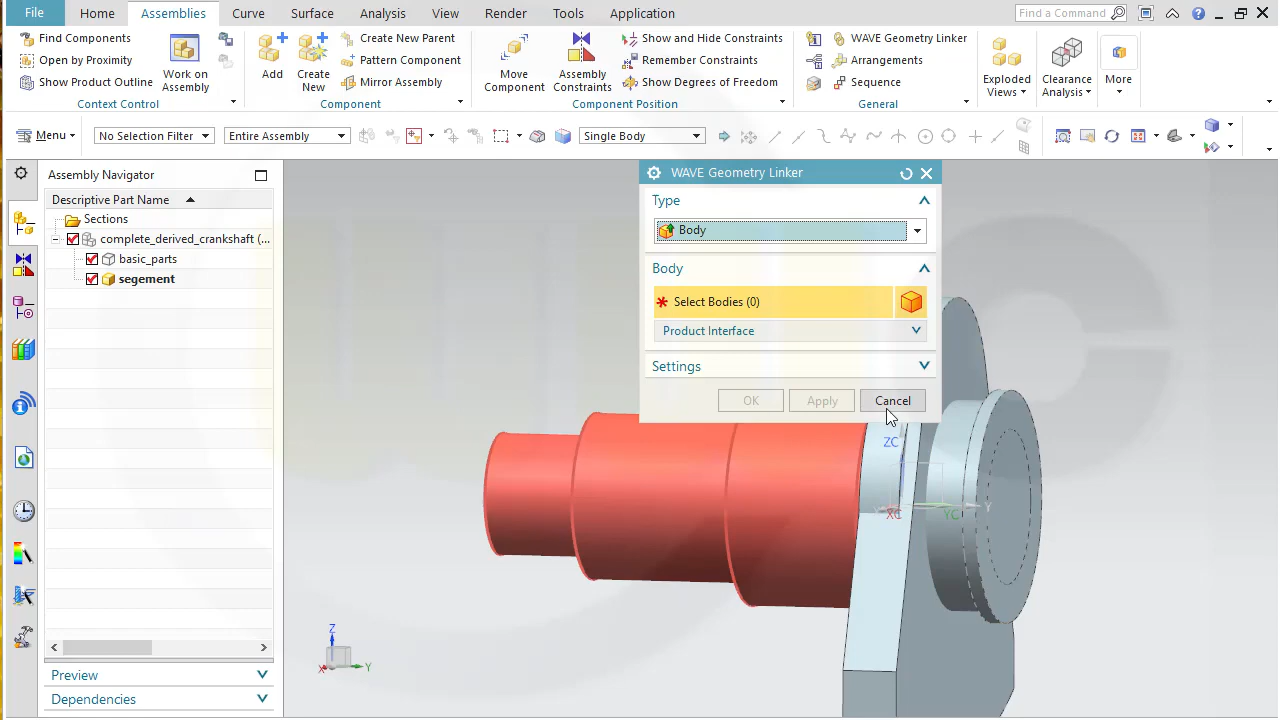 File Home Assemblies Curve Surface Analysis View Render Tools Application Find a Command
Find Components
Open by Proximity
Show Product Outline
Work on
Assembly
Context Control
Add
Create
New
Create New Parent
Pattern Component
Mirror Assembly
Component
Move
Component
Assembly
Constraints
Show and Hide Constraints
Remember Constraints
Show Degrees of Freedom
Component Position
WAVE Geometry Linker
Arrangements
Sequence
General
Exploded
Views
Clearance
Analysis
More
Menu No Selection Filter Entire Assembly Single Body
Assembly Navigator
Descriptive Part Name
Sections
complete_derived_crankshaft (...
basic_parts
segement
Preview
Dependencies
WAVE Geometry Linker
Type
Body
Body
* Select Bodies (0)
Product Interface
Settings
OK Apply Cancel
ZC
XC
YC
Y
Z
X
Y